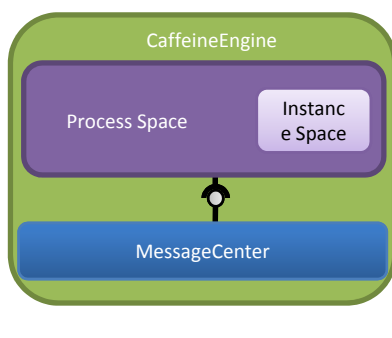 CaffeineEngine
Process Space
Instanc
e Space
MessageCenter